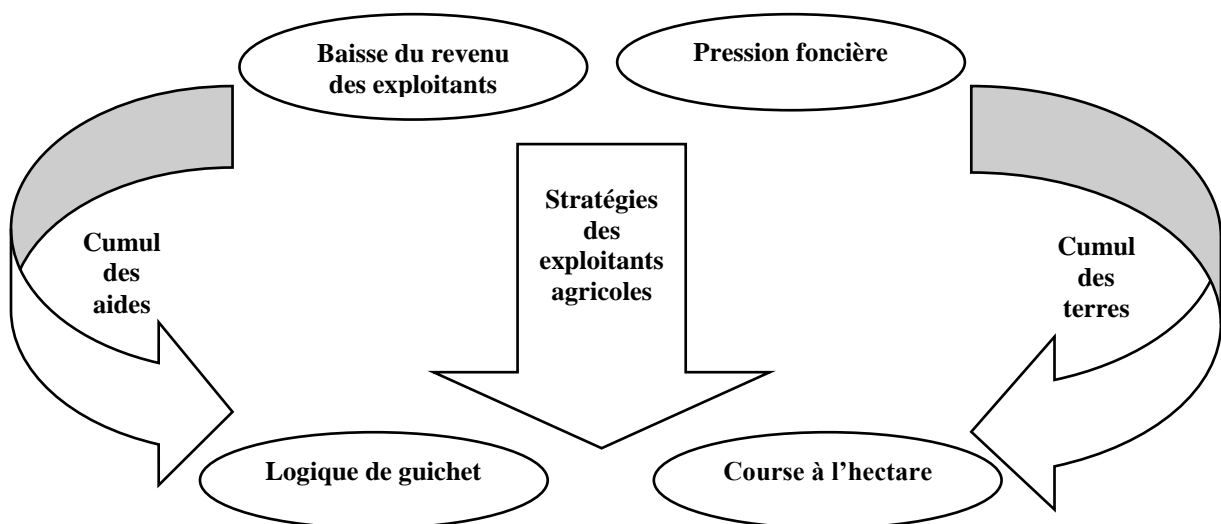 Baisse du revenu
des exploitants
Pression foncière
Stratégies
des
exploitants
agricoles
Cumul
des
aides
Cumul
des
terres
Logique de guichet
Course à l’hectare